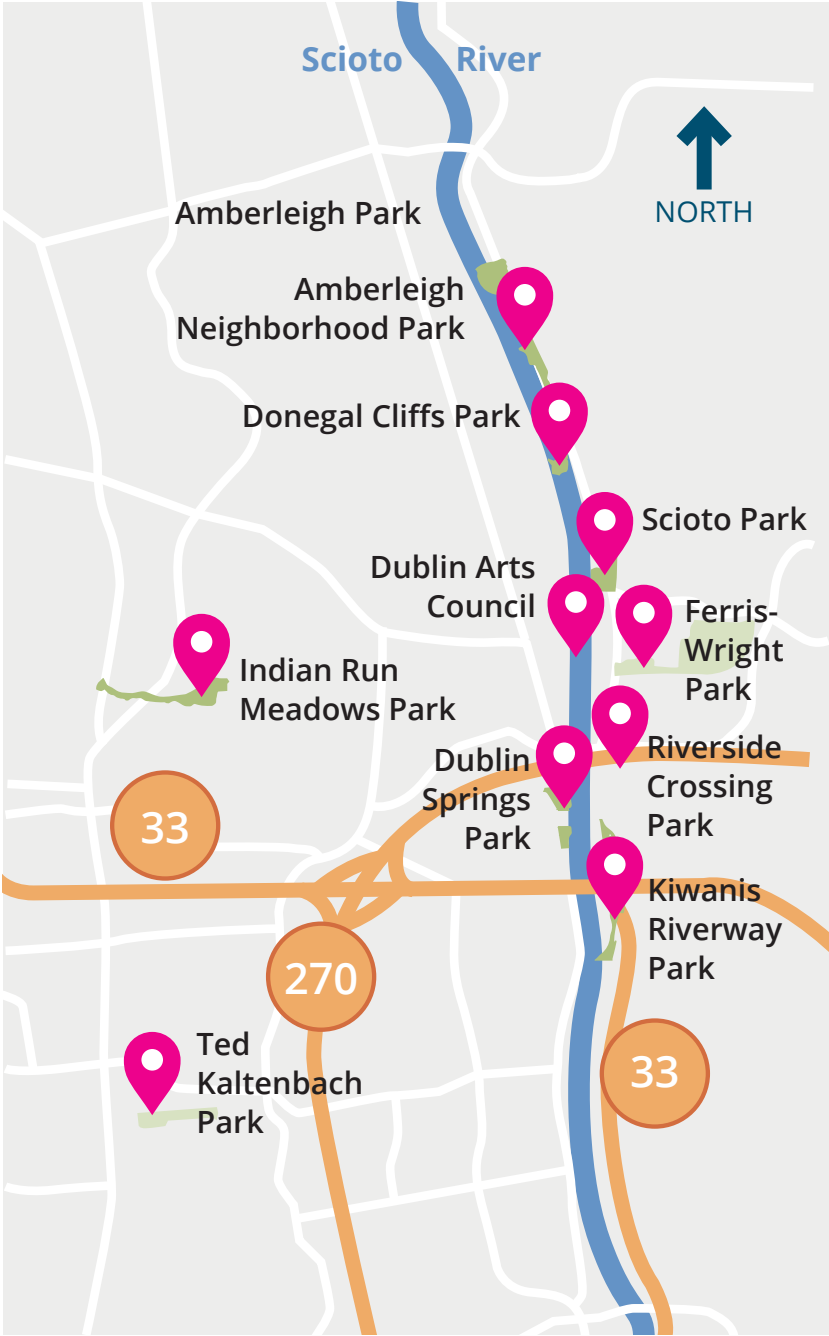 Scioto River
NORTH
Amberleigh Park
Amberleigh
Neighborhood Park
Donegal Cliffs Park
Scioto Park
Dublin Arts
Council
Ferris-
Wright
Park
Indian Run
Meadows Park
Riverside
Crossing
Park
Dublin
Springs
Park
33
Kiwanis
Riverway
Park
270
Ted
Kaltenbach
Park
33